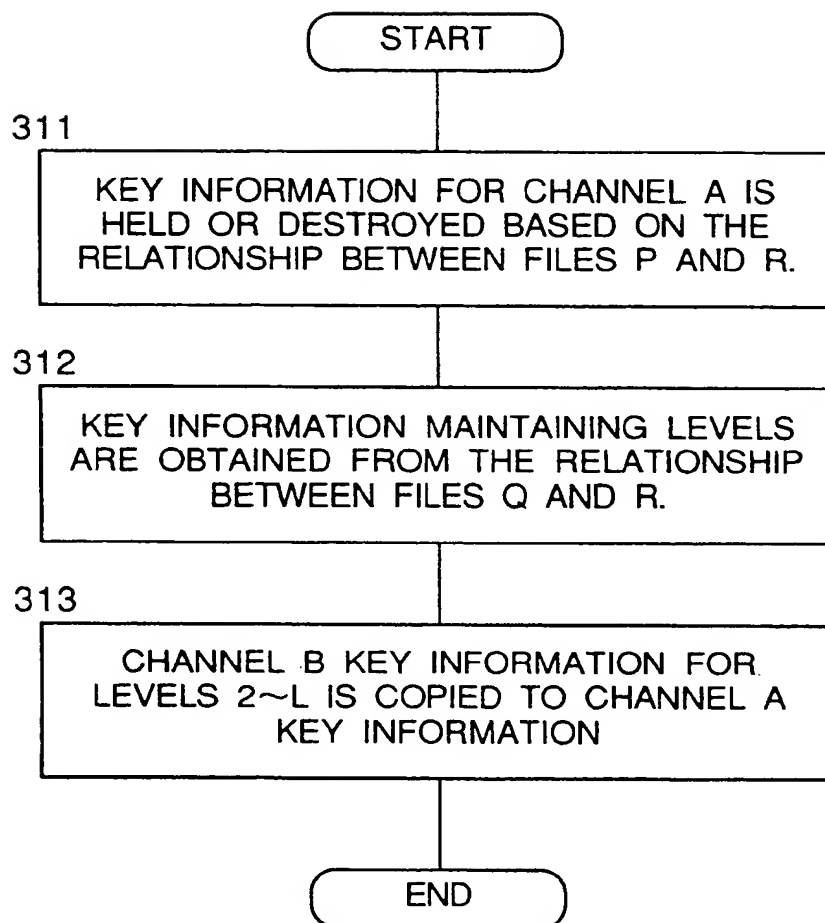 START
311
KEY INFORMATION FOR CHANNEL A IS
HELD OR DESTROYED BASED ON THE
RELATIONSHIP BETWEEN FILES P AND R.
312
KEY INFORMATION MAINTAINING LEVELS
ARE OBTAINED FROM THE RELATIONSHIP
BETWEEN FILES Q AND R.
313
CHANNEL B KEY INFORMATION FOR
LEVELS 2~L IS COPIED TO CHANNEL A
KEY INFORMATION
END